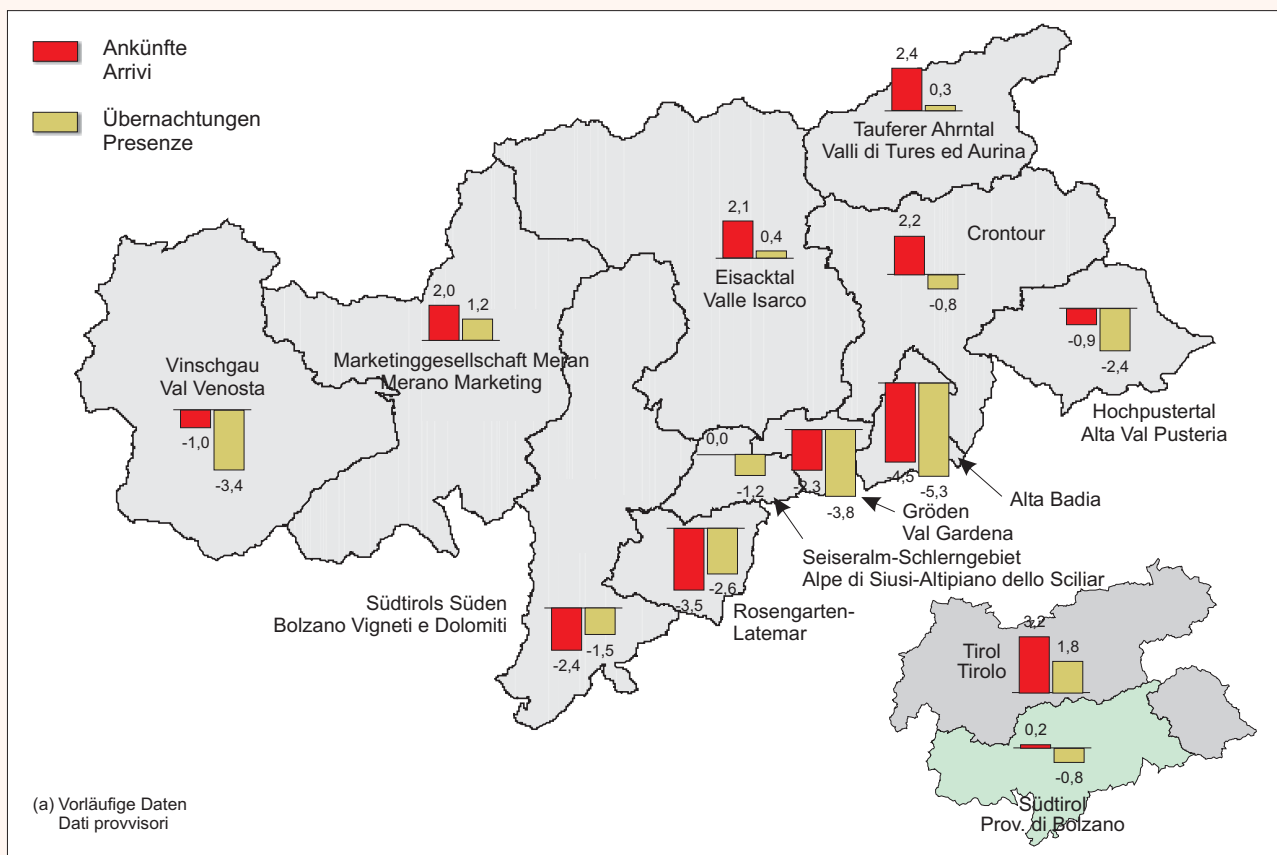 Ankünfte
Arrivi
Übernachtungen
Presenze
2,4
0,3
Tauferer Ahrntal
Valli di Tures ed Aurina
2,1
0,4
Eisacktal
Valle Isarco
2,2
-0,8
Crontour
2,0
1,2
Marketinggesellschaft Meran
Merano Marketing
Vinschgau
Val Venosta
-1,0
-3,4
-0,9
-2,4
Hochpustertal
Alta Val Pusteria
0,0
-1,2
-2,3
-3,8
-4,5
-5,3
Alta Badia
Gröden
Val Gardena
Seiseralm-Schlerngebiet
Alpe di Siusi-Altipiano dello Sciliar
-3,5
-2,6
Rosengarten-
Latemar
Südtirols Süden
Bolzano Vigneti e Dolomiti
-2,4
-1,5
Tirol
Tirolo
3,2
1,8
0,2
-0,8
Südtirol
Prov. di Bolzano
(a) Vorläufige Daten
Dati provvisori